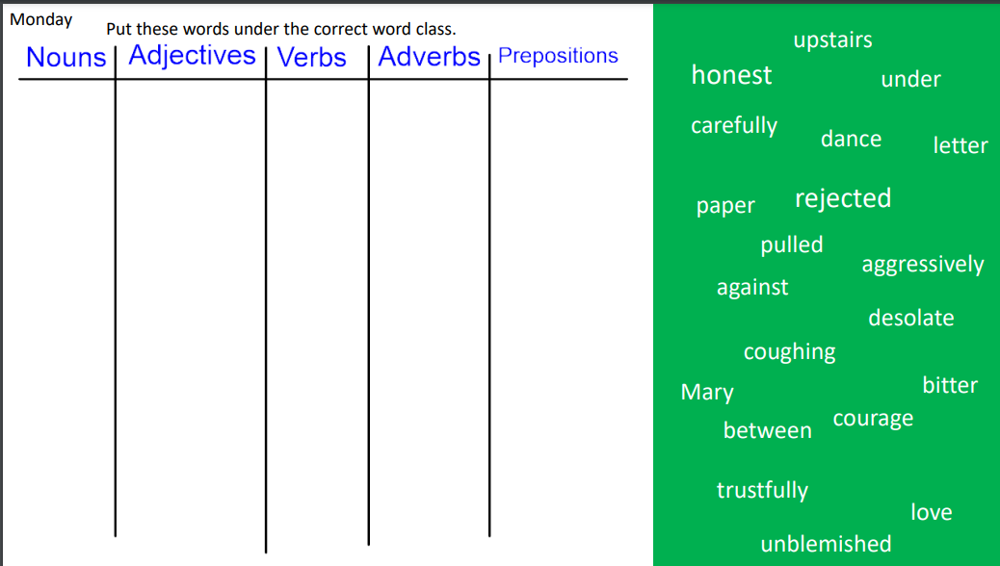 Monday
Put these words under the correct word class.
Nouns Adjectives Verbs Adverbs Prepositions
upstairs
honest under
carefully
dance letter
paper rejected
pulled
aggressively
against
desolate
coughing
Mary bitter
between courage
trustfully
love
unblemished